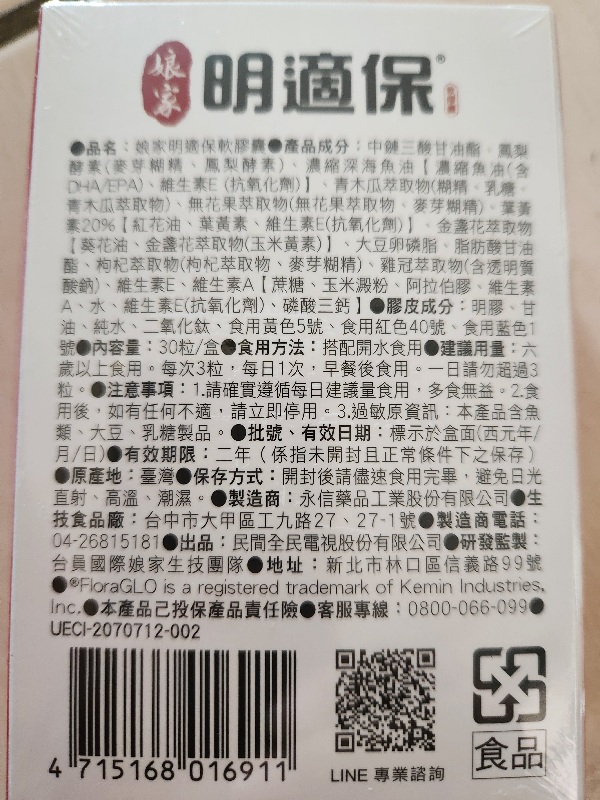 娘家 明適保®
●品名：娘家明適保軟膠囊●產品成分：中鏈三酸甘油酯、鳳梨
酵素(麥芽糊精、鳳梨酵素)、濃縮深海魚油【濃縮魚油(含
DHA/EPA)、維生素E (抗氧化劑)】、青木瓜萃取物(糊精、乳糖、
青木瓜萃取物)、無花果萃取物(無花果萃取物、麥芽糊精)、葉黃
素20%【紅花油、葉黃素、維生素E(抗氧化劑)】、金盞花萃取物
【葵花油、金盞花萃取物(玉米黃素)】、大豆卵磷脂、脂肪酸甘油
酯、枸杞萃取物(枸杞萃取物、麥芽糊精)、雞冠萃取物(含透明質
酸鈉)、維生素E、維生素A【蔗糖、玉米澱粉、阿拉伯膠、維生素
A、水、維生素E(抗氧化劑)、磷酸三鈣】●膠皮成分：明膠、甘
油、純水、二氧化鈦、食用黃色5號、食用紅色40號、食用藍色1
號●內容量：30粒/盒●食用方法：搭配開水食用●建議用量：六
歲以上食用。每次3粒，每日1次，早餐後食用。一日請勿超過3
粒。●注意事項：1.請確實遵循每日建議量食用，多食無益。2.食
用後，如有任何不適，請立即停用。3.過敏原資訊：本產品含魚
類、大豆、乳糖製品。●批號、有效日期：標示於盒面(西元年/
月/日)●有效期限：二年（係指未開封且正常條件下之保存）
●原產地：臺灣●保存方式：開封後請儘速食用完畢，避免日光
直射、高溫、潮濕。●製造商：永信藥品工業股份有限公司●生
技食品廠：台中市大甲區工九路27、27-1號●製造商電話：
04-26815181●出品：民間全民電視股份有限公司●研發監製：
台員國際娘家生技團隊●地址：新北市林口區信義路99號
●®FloraGLO is a registered trademark of Kemin Industries,
Inc.●本產品已投保產品責任險●客服專線：0800-066-099●
UECI-2070712-002
4 715168 016911
LINE 專業諮詢
食品